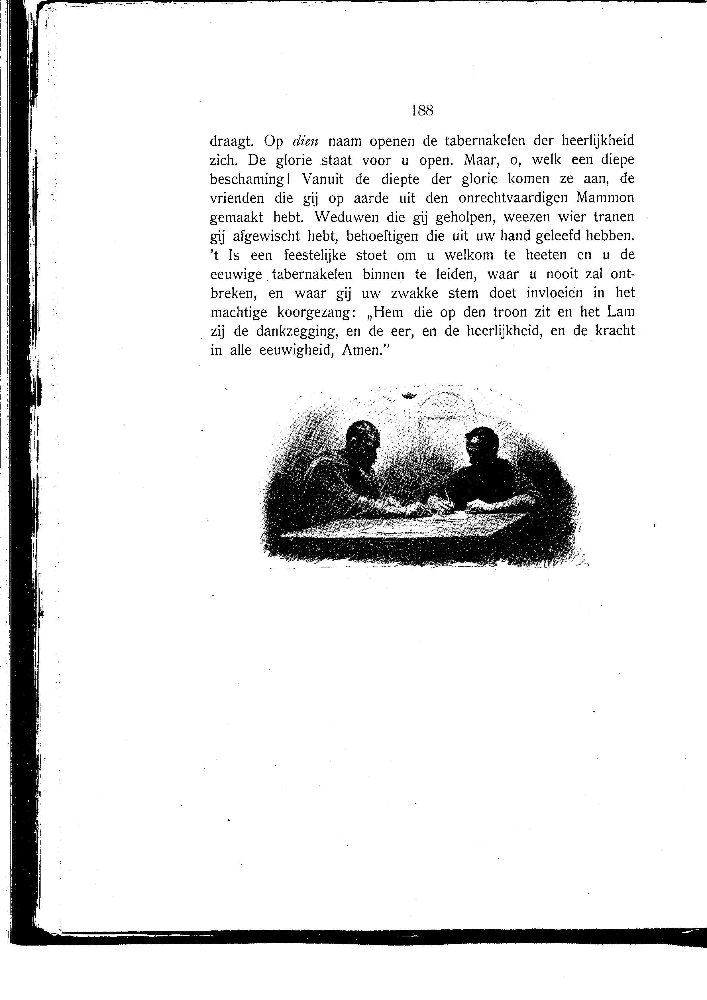 188
draagt. Op dien naam openen de tabernakelen der heerlijkheid
zich. De glorie staat voor u open. Maar, o, welk een diepe
beschaming! Vanuit de diepte der glorie komen ze aan, de
vrienden die gij op aarde uit den onrechtvaardigen Mammon
gemaakt hebt. Weduwen die gij geholpen, weezen wier tranen
gij afgewischt hebt, behoeftigen die uit uw hand geleefd hebben.
't Is een feestelijke stoet om u welkom te heeten en u de
eeuwige tabernakelen binnen te leiden, waar u nooit zal ont-
breken, en waar gij uw zwakke stem doet invloeien in het
machtige koorgezang: „Hem die op den troon zit en het Lam
zij de dankzegging, en de eer, en de heerlijkheid, en de kracht
in alle eeuwigheid, Amen.”